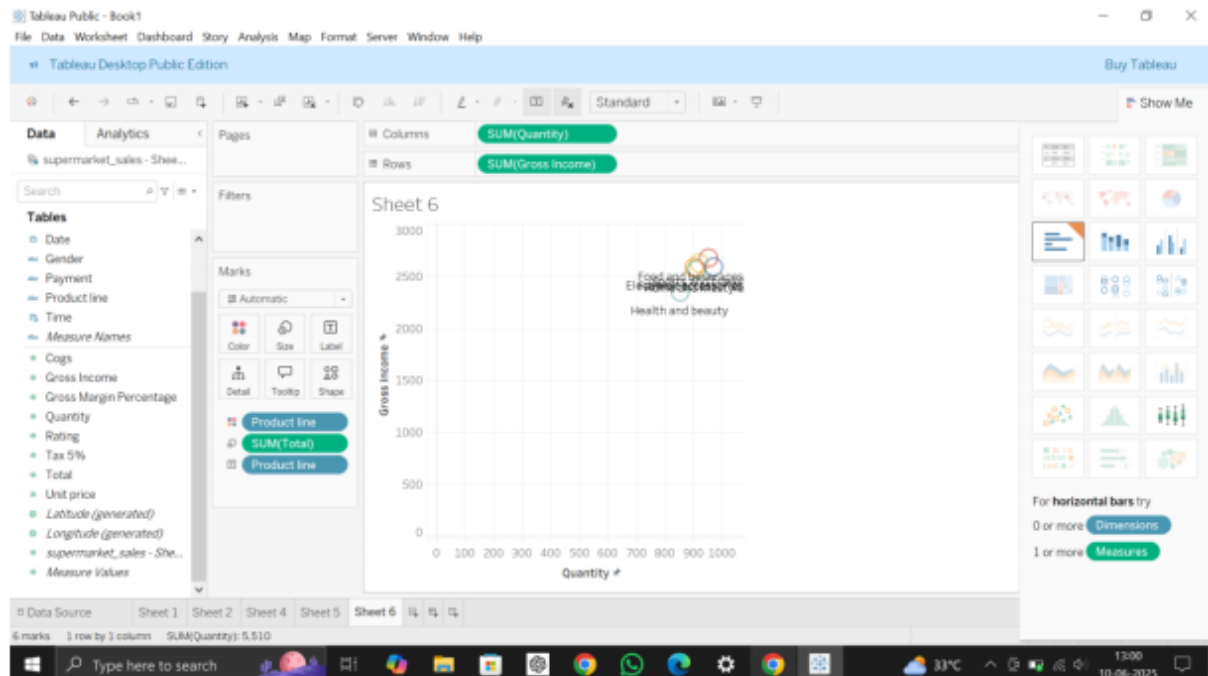 Tableau Public - Book1
File Data Worksheet Dashboard Story Analysis Map Format Server Window Help
Tableau Desktop Public Edition
Buy Tableau
Standard
Show Me
Data
Analytics
supermarket_sales - Shee...
Search
Tables
Date
Gender
Payment
Product line
Time
Measure Names
Cogs
Gross Income
Gross Margin Percentage
Quantity
Rating
Tax 5%
Total
Unit price
Latitude (generated)
Longitude (generated)
supermarket_sales - She...
Measure Values
Pages
Filters
Marks
Automatic
Color
Size
Label
Detail
Tooltip
Shape
Product line
SUM(Total)
Product line
Columns
SUM(Quantity)
Rows
SUM(Gross Income)
Sheet 6
3000
2500
2000
1500
1000
500
0
Gross Income
Food and beverages
Health and beauty
0 100 200 300 400 500 600 700 800 900 1000
Quantity
For horizontal bars try
0 or more Dimensions
1 or more Measures
Data Source
Sheet 1
Sheet 2
Sheet 4
Sheet 5
Sheet 6
6 marks
1 row by 1 column
SUM(Quantity): 5,510
Type here to search
33°C
13:00
10-06-2025